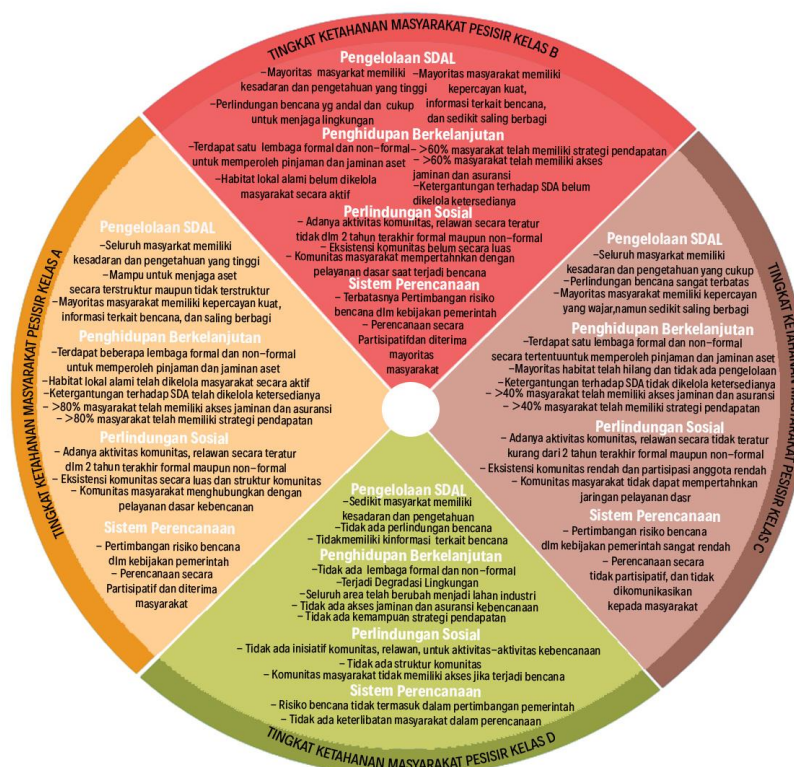 TINGKAT KETAHANAN MASYARAKAT PESISIR KELAS B
Pengelolaan SDAL
–Mayoritas masyarkat memiliki
kesadaran dan pengetahuan yang tinggi
–Perlindungan bencana yg andal dan cukup
untuk menjaga lingkungan
–Mayoritas masyarakat memiliki
kepercayan kuat,
informasi terkait bencana,
dan sedikit saling berbagi
Penghidupan Berkelanjutan
–Terdapat satu lembaga formal dan non–formal
untuk memperoleh pinjaman dan jaminan aset
–Habitat lokal alami belum dikelola
masyarakat secara aktif
– >60% masyarakat telah memiliki strategi pendapatan
– >60% masyarakat telah memiliki akses
jaminan dan asuransi
–Ketergantungan terhadap SDA belum
dikelola ketersedianya
Perlindungan Sosial
– Adanya aktivitas komunitas, relawan secara teratur
tidak dlm 2 tahun terakhir formal maupun non–formal
– Eksistensi komunitas belum secara luas
– Komunitas masyarakat mempertahnkan dengan
pelayanan dasar saat terjadi bencana
Sistem Perencanaan
– Terbatasnya Pertimbangan risiko
bencana dlm kebijakan pemerintah
– Perencanaan secara
Partisipatifdan diterima
mayoritas
masyarakat
TINGKAT KETAHANAN MASYARAKAT PESISIR KELAS A
Pengelolaan SDAL
–Seluruh masyarkat memiliki
kesadaran dan pengetahuan yang tinggi
–Mampu untuk menjaga aset
secara terstruktur maupun tidak terstruktur
–Mayoritas masyarakat memiliki kepercayan kuat,
informasi terkait bencana, dan saling berbagi
Penghidupan Berkelanjutan
–Terdapat beberapa lembaga formal dan non–formal
untuk memperoleh pinjaman dan jaminan aset
–Habitat lokal alami telah dikelola masyarakat secara aktif
–Ketergantungan terhadap SDA telah dikelola ketersedianya
– >80% masyarakat telah memiliki akses jaminan dan asuransi
– >80% masyarakat telah memiliki strategi pendapatan
Perlindungan Sosial
– Adanya aktivitas komunitas, relawan secara teratur
dlm 2 tahun terakhir formal maupun non–formal
– Eksistensi komunitas secara luas dan struktur komunitas
– Komunitas masyarakat menghubungkan dengan
pelayanan dasar kebencanaan
Sistem Perencanaan
– Pertimbangan risiko bencana
dlm kebijakan pemerintah
– Perencanaan secara
Partisipatif dan diterima
masyarakat
TINGKAT KETAHANAN MASYARAKAT PESISIR KELAS C
Pengelolaan SDAL
–Seluruh masyarakat memiliki
kesadaran dan pengetahuan yang cukup
–Perlindungan bencana sangat terbatas
–Mayoritas masyarakat memiliki kepercayan
yang wajar,namun sedikit saling berbagi
Penghidupan Berkelanjutan
–Terdapat satu lembaga formal dan non–formal
secara tertentuuntuk memperoleh pinjaman dan jaminan aset
–Mayoritas habitat telah hilang dan tidak ada pengelolaan
–Ketergantungan terhadap SDA tidak dikelola ketersedianya
– >40% masyarakat telah memiliki akses jaminan dan asuransi
– >40% masyarakat telah memiliki strategi pendapatan
Perlindungan Sosial
– Adanya aktivitas komunitas, relawan secara tidak teratur
kurang dari 2 tahun terakhir formal maupun non–formal
– Eksistensi komunitas rendah dan partisipasi anggota rendah
– Komunitas masyarakat tidak dapat mempertahnkan
jaringan pelayanan dasr
Sistem Perencanaan
– Pertimbangan risiko bencana
dlm kebijakan pemerintah sangat rendah
– Perencanaan secara
tidak partisipatif, dan tidak
dikomunikasikan
kepada masyarakat
Pengelolaan SDAL
–Sedikit masyarkat memiliki
kesadaran dan pengetahuan
–Tidak ada perlindungan bencana
–Tidakmemiliki kinformasi terkait bencana
Penghidupan Berkelanjutan
–Tidak ada lembaga formal dan non–formal
–Terjadi Degradasi Lingkungan
–Seluruh area telah berubah menjadi lahan industri
– Tidak ada akses jaminan dan asuransi kebencanaan
– Tidak ada kemampuan strategi pendapatan
Perlindungan Sosial
– Tidak ada inisiatif komunitas, relawan, untuk aktivitas–aktivitas kebencanaan
– Tidak ada struktur komunitas
– Komunitas masyarakat tidak memiliki akses jika terjadi bencana
Sistem Perencanaan
– Risiko bencana tidak termasuk dalam pertimbangan pemerintah
– Tidak ada keterlibatan masyarakat dalam perencanaan
TINGKAT KETAHANAN MASYARAKAT PESISIR KELAS D